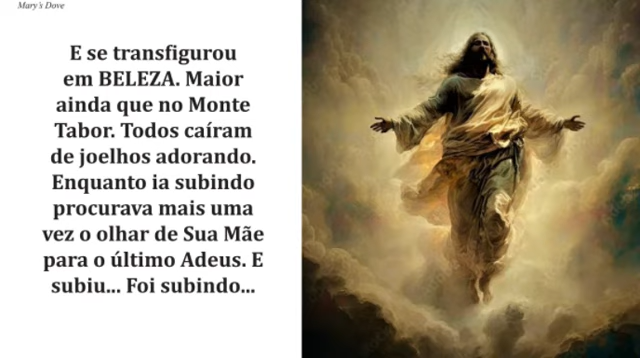 Mary's Dove
E se transfigurou
em BELEZA. Maior
ainda que no Monte
Tabor. Todos caíram
de joelhos adorando.
Enquanto ia subindo
procurava mais uma
vez o olhar de Sua Mãe
para o último Adeus. E
subiu... Foi subindo...